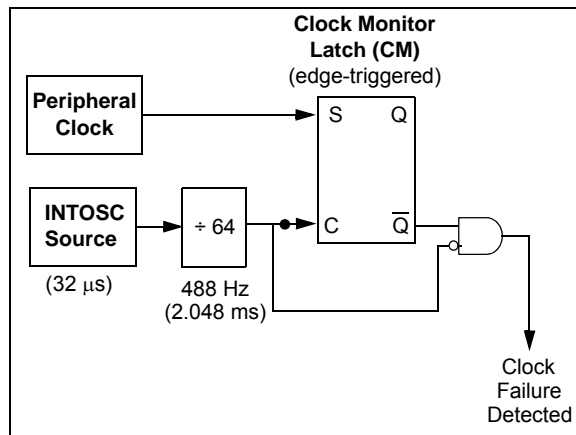 Clock Monitor
Latch (CM)
(edge-triggered)
Peripheral
Clock
S Q
INTOSC
Source
÷ 64
C Q̅
(32 μs)
488 Hz
(2.048 ms)
Clock
Failure
Detected